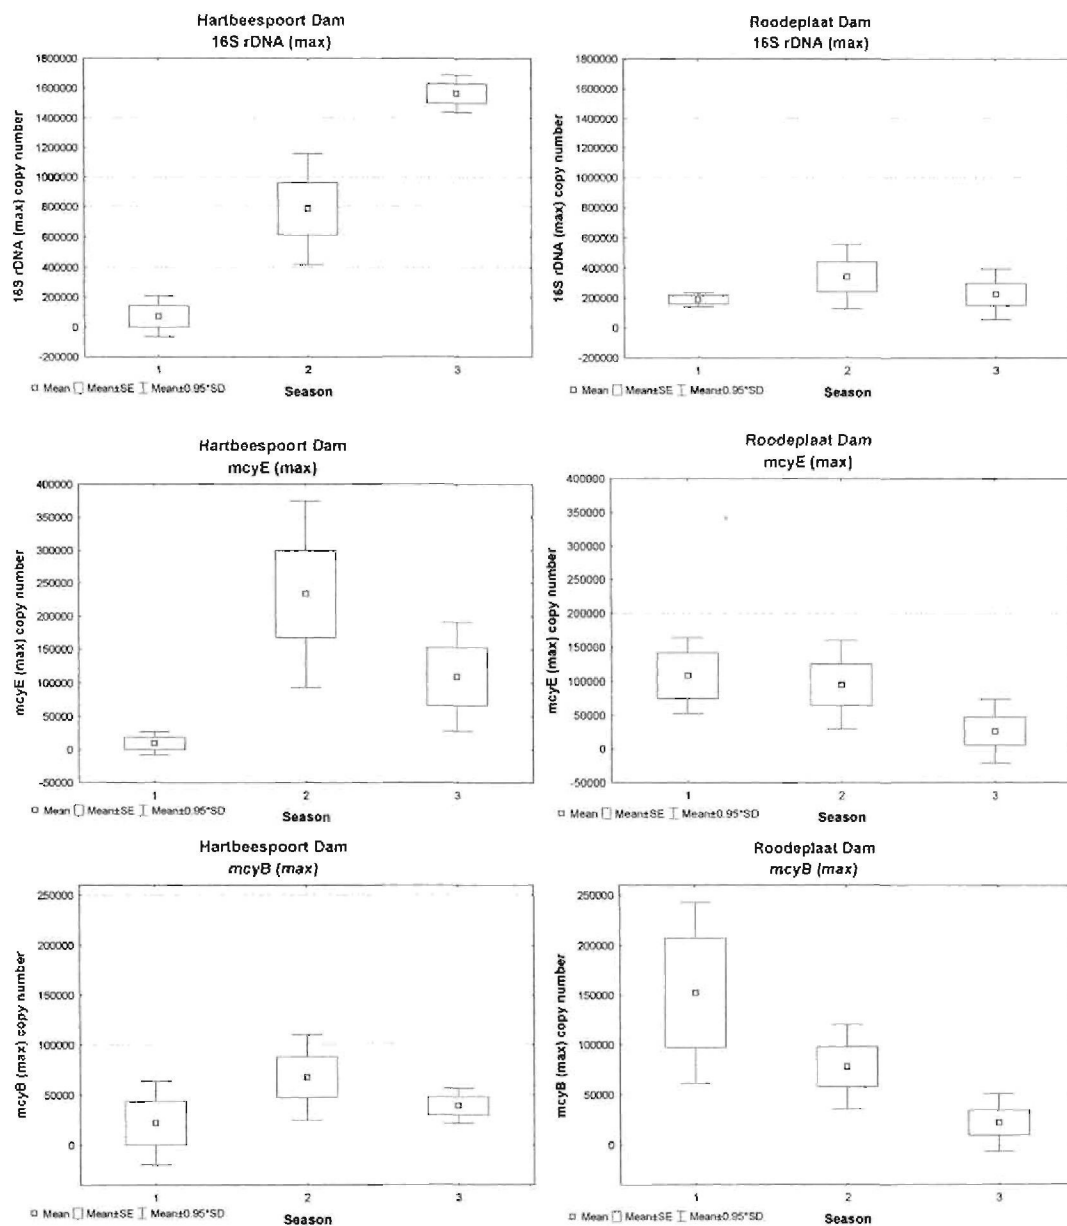 Hartbeespoort Dam
16S rDNA (max)
1800000
1600000
1400000
1200000
1000000
800000
600000
400000
200000
0
-200000
16S rDNA (max) copy number
1 2 3
Mean Mean±SE Mean±0.95*SD
Season
Roodeplaat Dam
16S rDNA (max)
1800000
1600000
1400000
1200000
1000000
800000
600000
400000
200000
0
-200000
16S rDNA (max) copy number
1 2 3
Mean Mean±SE Mean±0.95*SD
Season
Hartbeespoort Dam
mcyE (max)
400000
350000
300000
250000
200000
150000
100000
50000
0
-50000
mcyE (max) copy number
1 2 3
Mean Mean±SE Mean±0.95*SD
Season
Roodeplaat Dam
mcyE (max)
400000
350000
300000
250000
200000
150000
100000
50000
0
-50000
mcyE (max) copy number
1 2 3
Mean Mean±SE Mean±0.95*SD
Season
Hartbeespoort Dam
mcyB (max)
250000
200000
150000
100000
50000
0
mcyB (max) copy number
1 2 3
Mean Mean±SE Mean±0.95*SD
Season
Roodeplaat Dam
mcyB (max)
250000
200000
150000
100000
50000
0
mcyB (max) copy number
1 2 3
Mean Mean±SE Mean±0.95*SD
Season